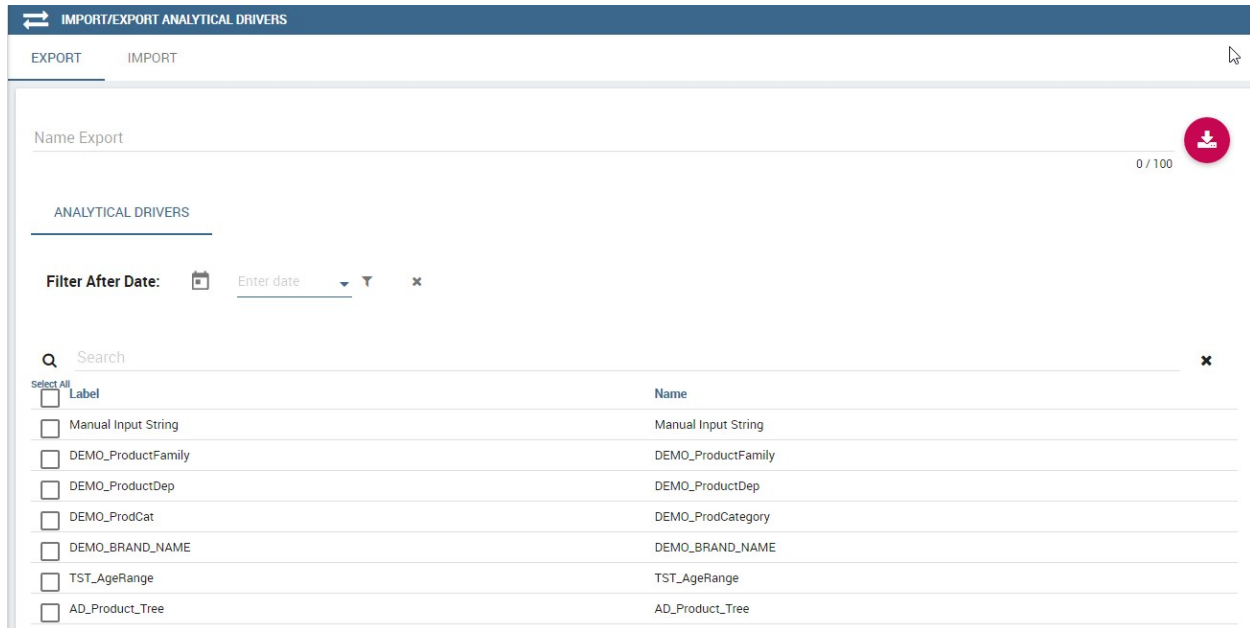 IMPORT/EXPORT ANALYTICAL DRIVERS
EXPORT IMPORT
Name Export
0 / 100
ANALYTICAL DRIVERS
Filter After Date: Enter date
Search
Select All
Label Name
Manual Input String Manual Input String
DEMO_ProductFamily DEMO_ProductFamily
DEMO_ProductDep DEMO_ProductDep
DEMO_ProdCat DEMO_ProdCategory
DEMO_BRAND_NAME DEMO_BRAND_NAME
TST_AgeRange TST_AgeRange
AD_Product_Tree AD_Product_Tree